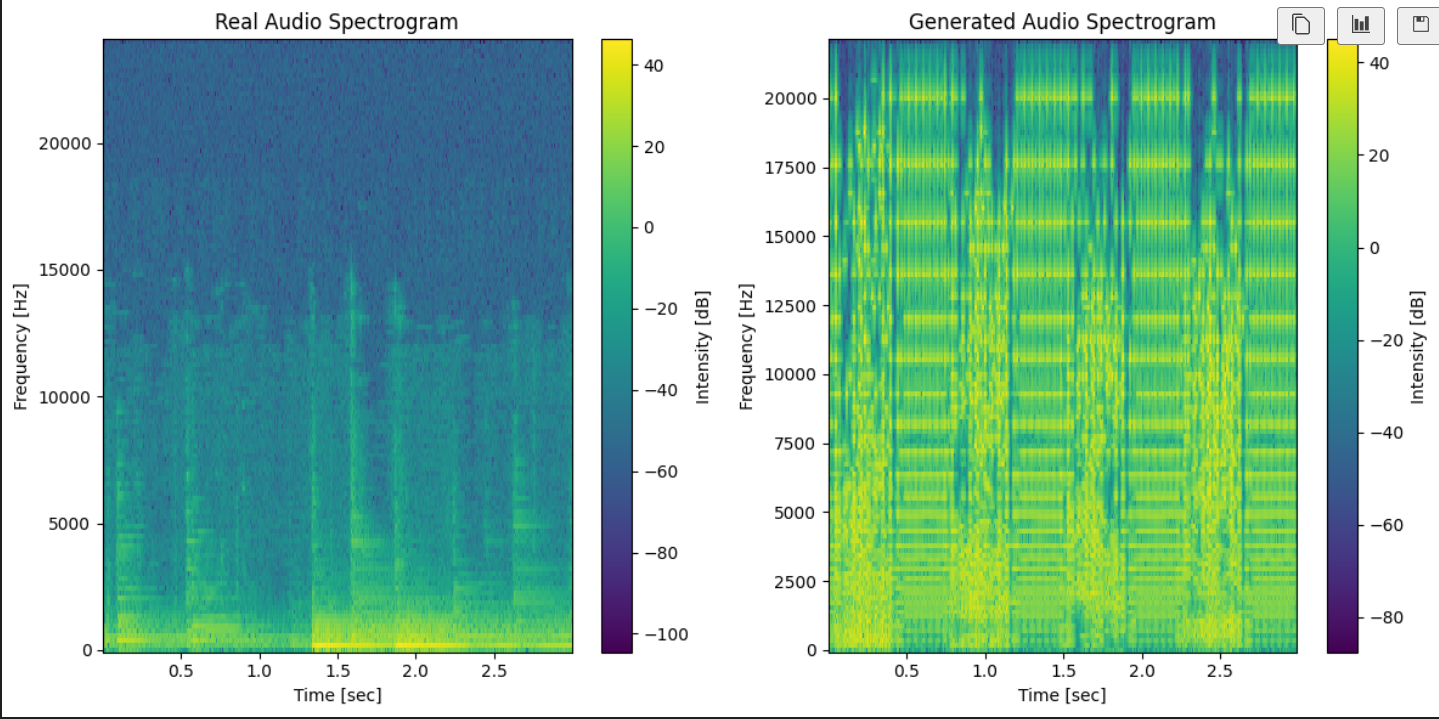 Real Audio Spectrogram
20000
15000
10000
5000
0
Frequency [Hz]
0.5 1.0 1.5 2.0 2.5
Time [sec]
40
20
0
−20
−40
−60
−80
−100
Intensity [dB]
Generated Audio Spectrogram
20000
17500
15000
12500
10000
7500
5000
2500
0
Frequency [Hz]
0.5 1.0 1.5 2.0 2.5
Time [sec]
40
20
0
−20
−40
−60
−80
Intensity [dB]